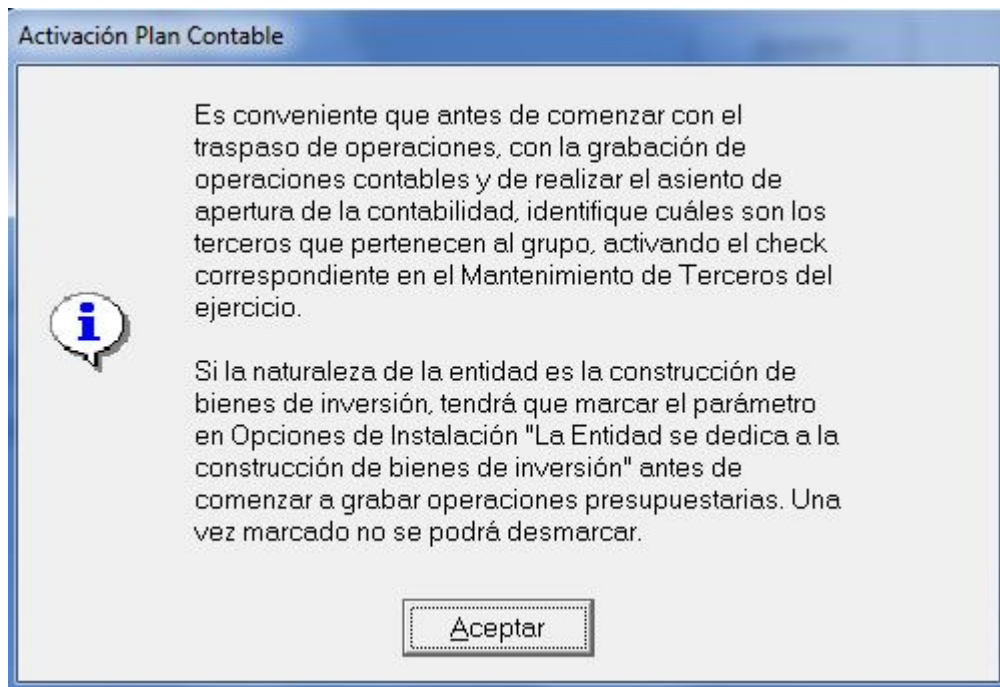 Activación Plan Contable
Es conveniente que antes de comenzar con el
traspaso de operaciones, con la grabación de
operaciones contables y de realizar el asiento de
apertura de la contabilidad, identifique cuáles son los
terceros que pertenecen al grupo, activando el check
correspondiente en el Mantenimiento de Terceros del
ejercicio.
Si la naturaleza de la entidad es la construcción de
bienes de inversión, tendrá que marcar el parámetro
en Opciones de Instalación "La Entidad se dedica a la
construcción de bienes de inversión" antes de
comenzar a grabar operaciones presupuestarias. Una
vez marcado no se podrá desmarcar.
Aceptar